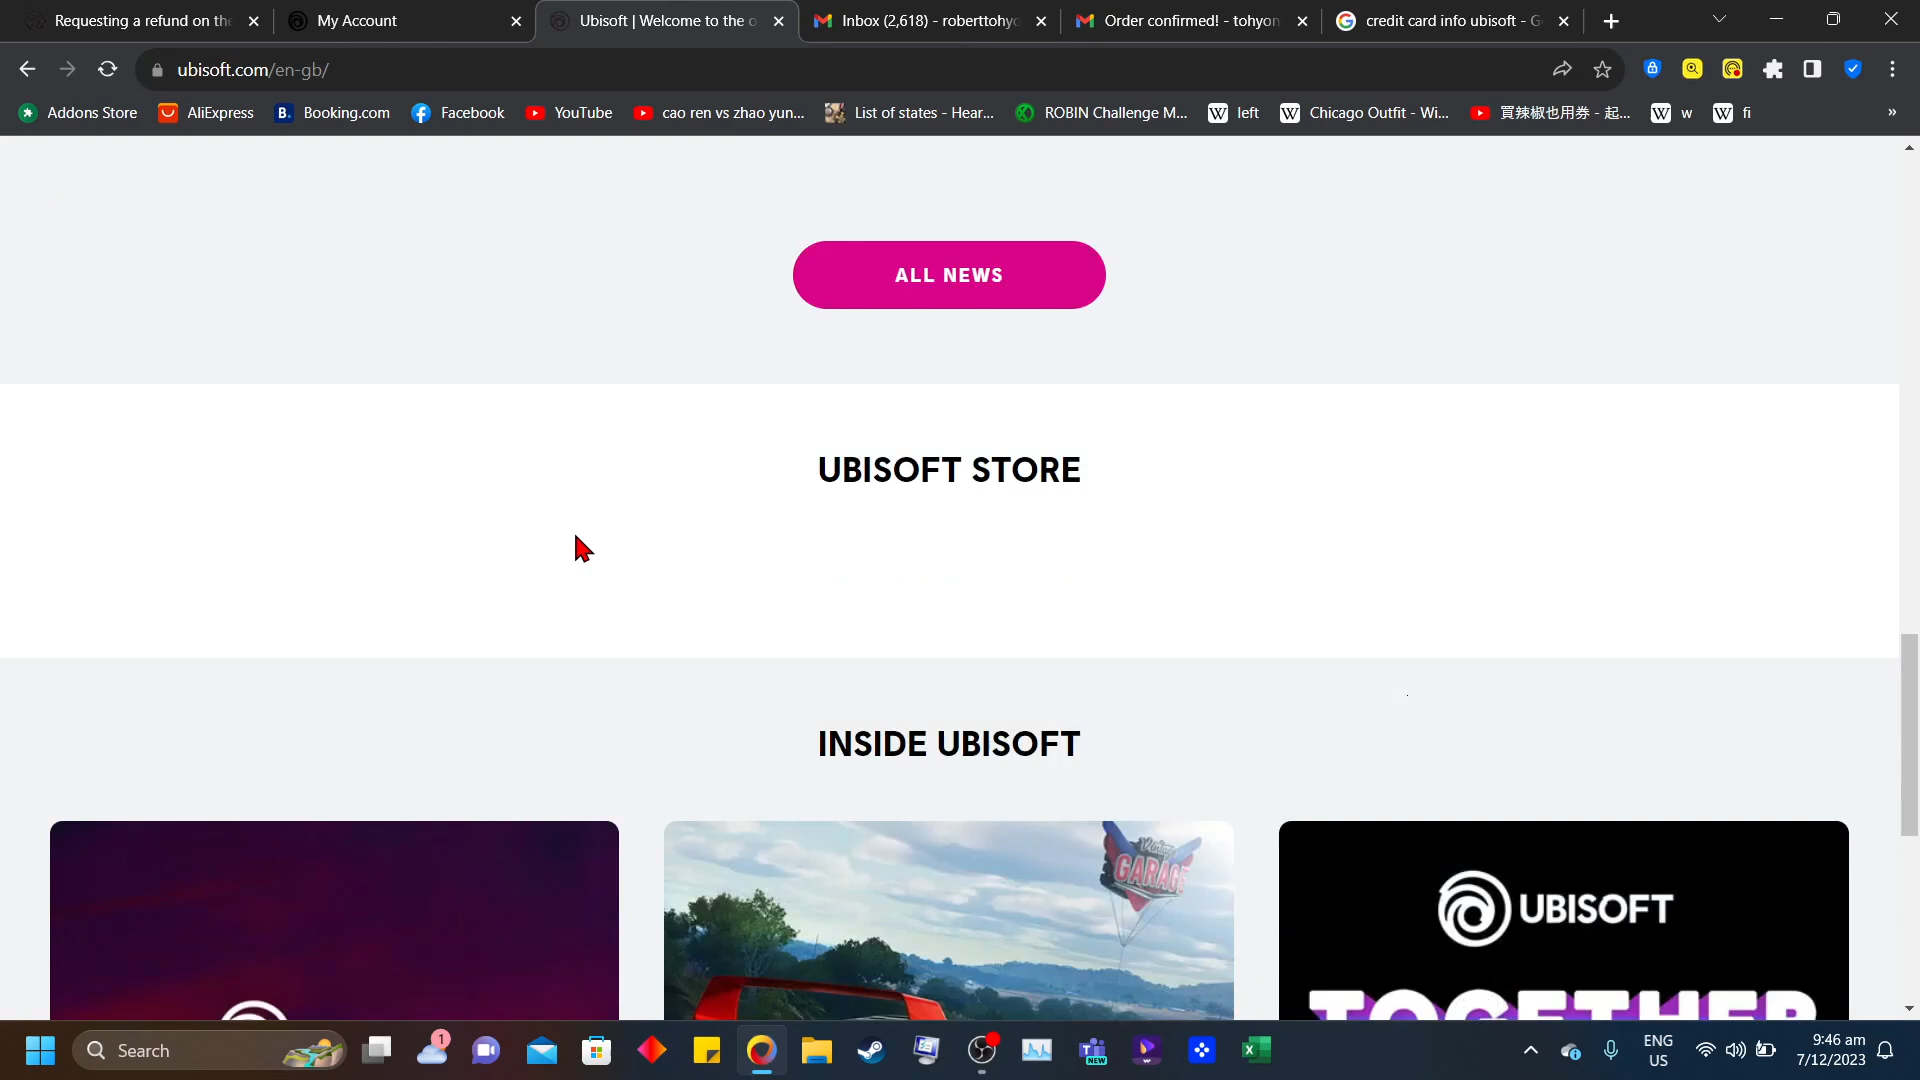 Requesting a refund on the
My Account
Ubisoft | Welcome to the o
Inbox (2,618) - roberttohyo
Order confirmed! - tohyon
credit card info ubisoft - G
ubisoft.com/en-gb/
Addons Store
AliExpress
B.
Booking.com
Facebook
YouTube
cao ren vs zhao yun...
List of states - Hear...
ROBIN Challenge M...
W
left
W
Chicago Outfit - Wi...
買辣椒也用券 - 起...
W
w
W
fi
»
ALL NEWS
UBISOFT STORE
INSIDE UBISOFT
Vintage
GARAGE
UBISOFT
TOGETHER
Search
1
NEW
ENG
US
9:46 am
7/12/2023